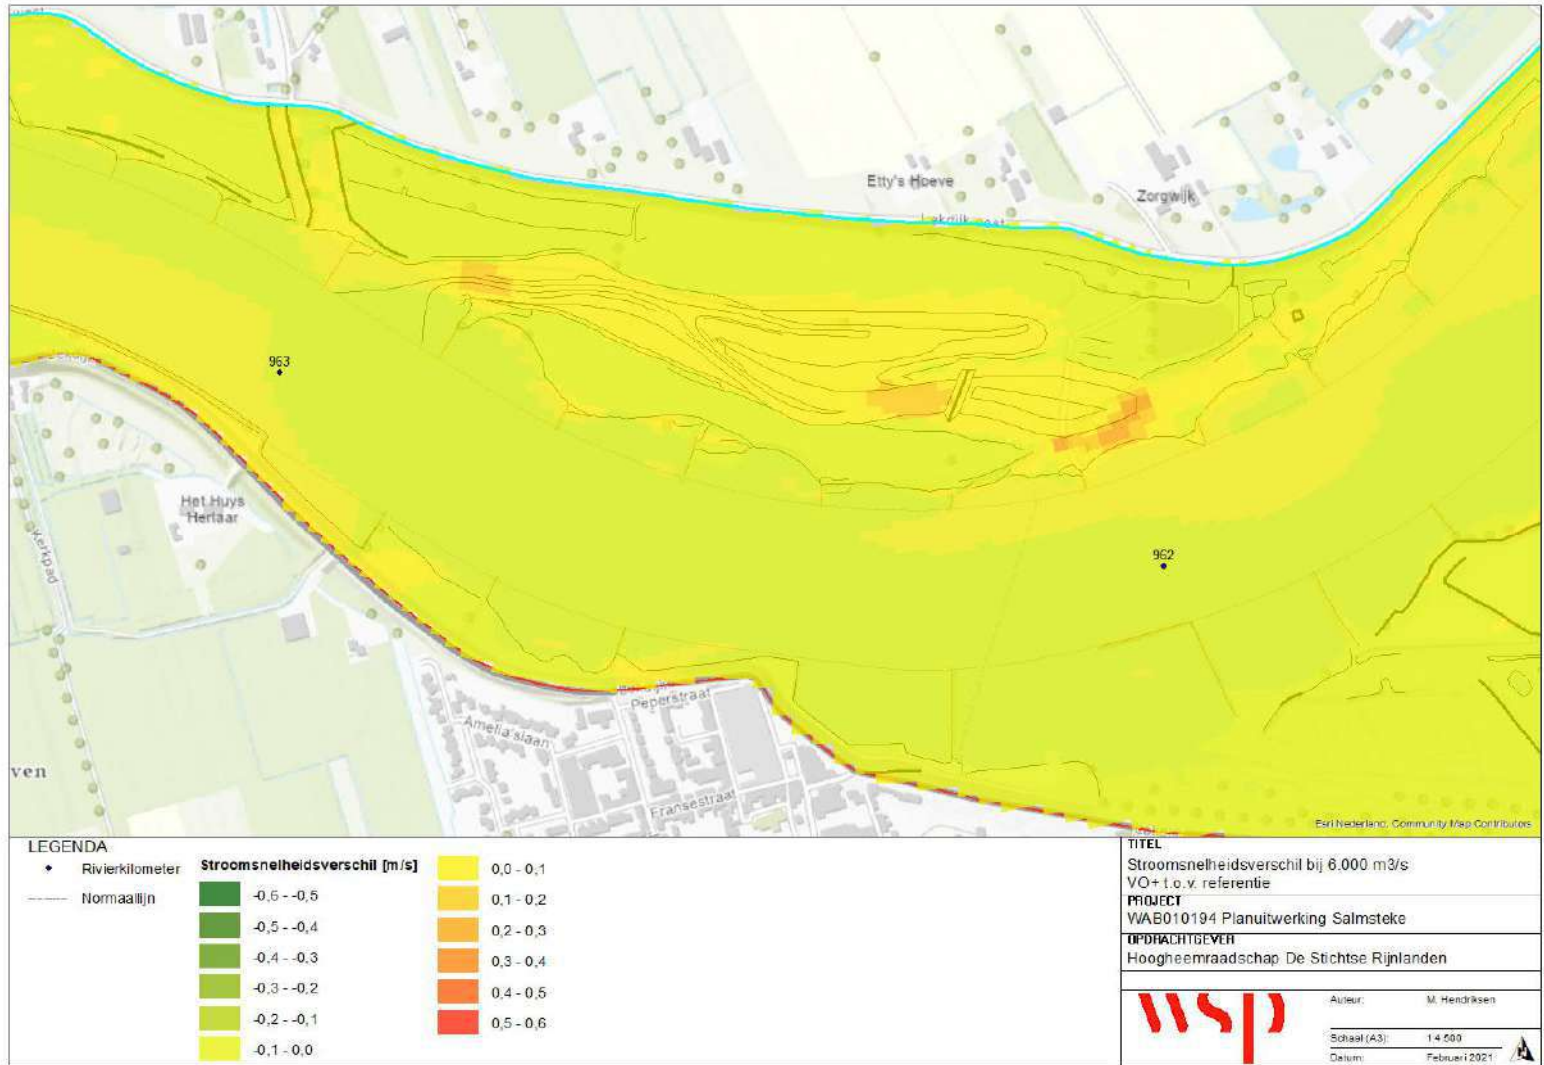 Etty's Hoeve
Zorgwijk
963
Het Huys
Herlaar
Kerkpad
962
Peperstraat
Amelia'slaan
Fransestraat
ven
Esri Nederland, Community Map Contributors
LEGENDA
Rivierkilometer
Normaallijn
Stroomsnelheidsverschil [m/s]
-0,6 - -0,5
-0,5 - -0,4
-0,4 - -0,3
-0,3 - -0,2
-0,2 - -0,1
-0,1 - 0,0
0,0 - 0,1
0,1 - 0,2
0,2 - 0,3
0,3 - 0,4
0,4 - 0,5
0,5 - 0,6
TITEL
Stroomsnelheidsverschil bij 6.000 m3/s
VO+ t.o.v. referentie
PROJECT
WAB010194 Planuitwerking Salmsteke
OPDRACHTGEVER
Hoogheemraadschap De Stichtse Rijnlanden
wsp
Auteur: M. Hendriksen
Schaal (A3): 1:4.500
Datum: Februari 2021